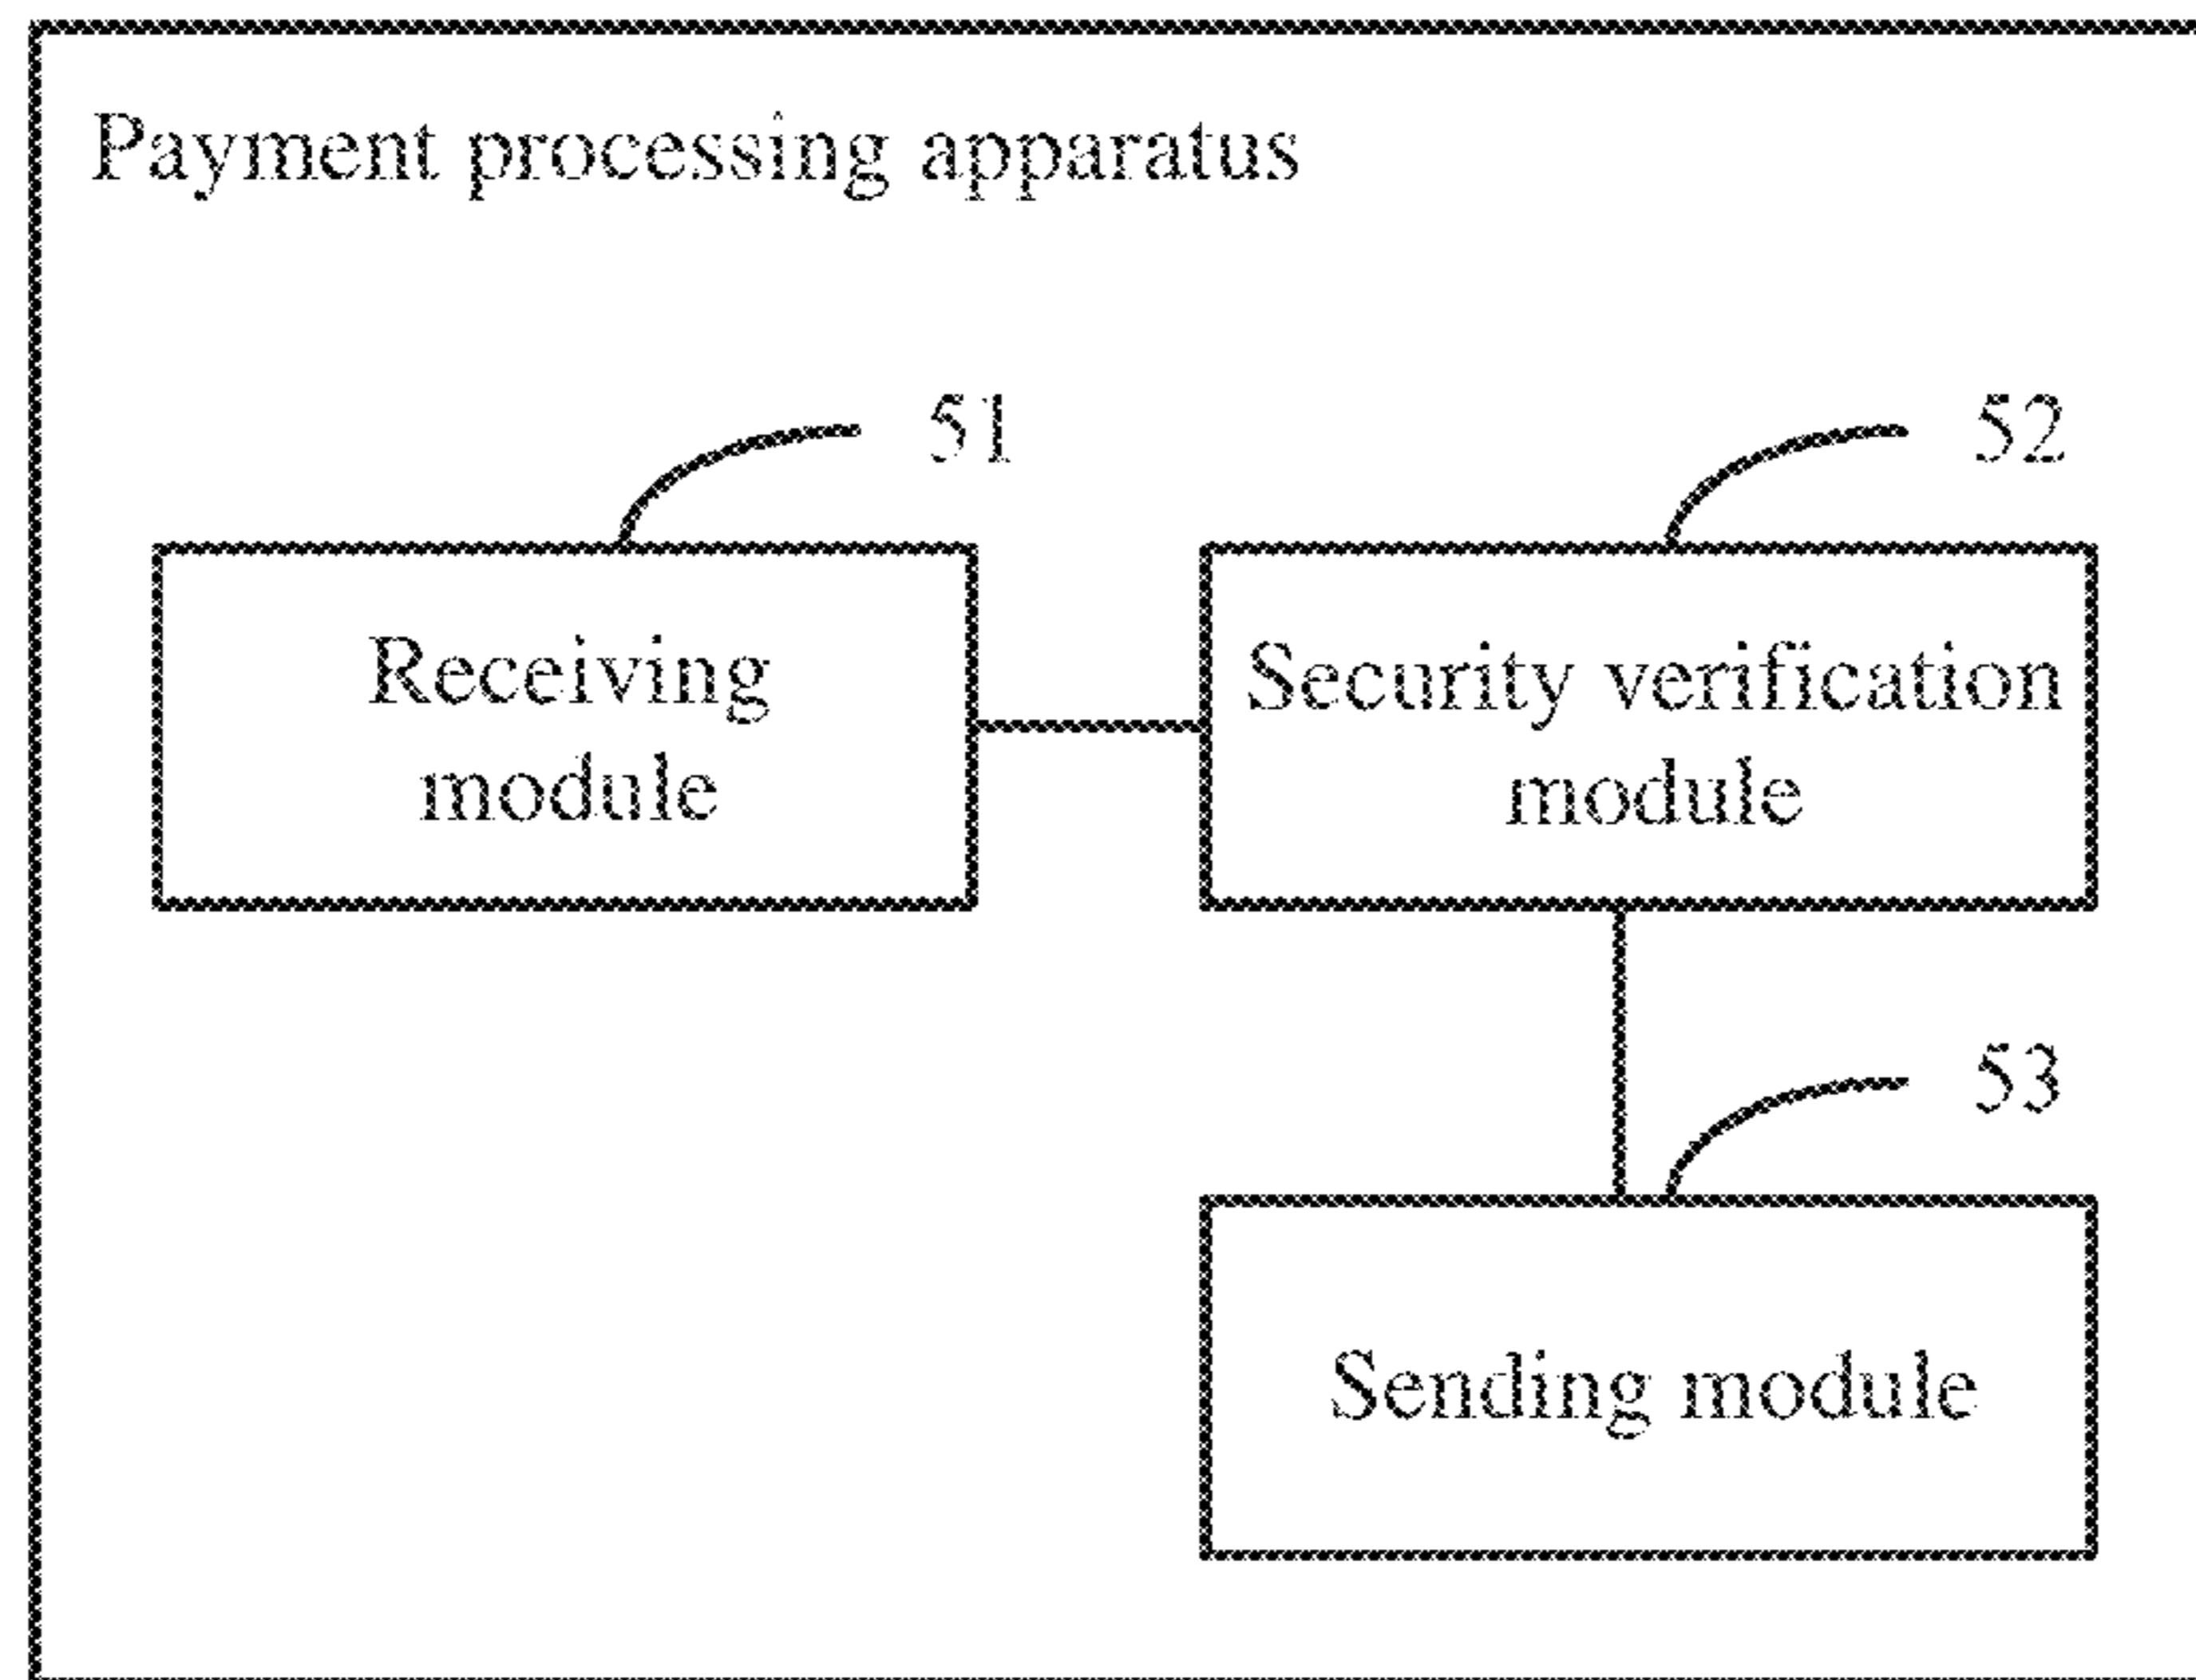 Payment processing apparatus
51
52
Receiving
module
Security verification
module
53
Sending module